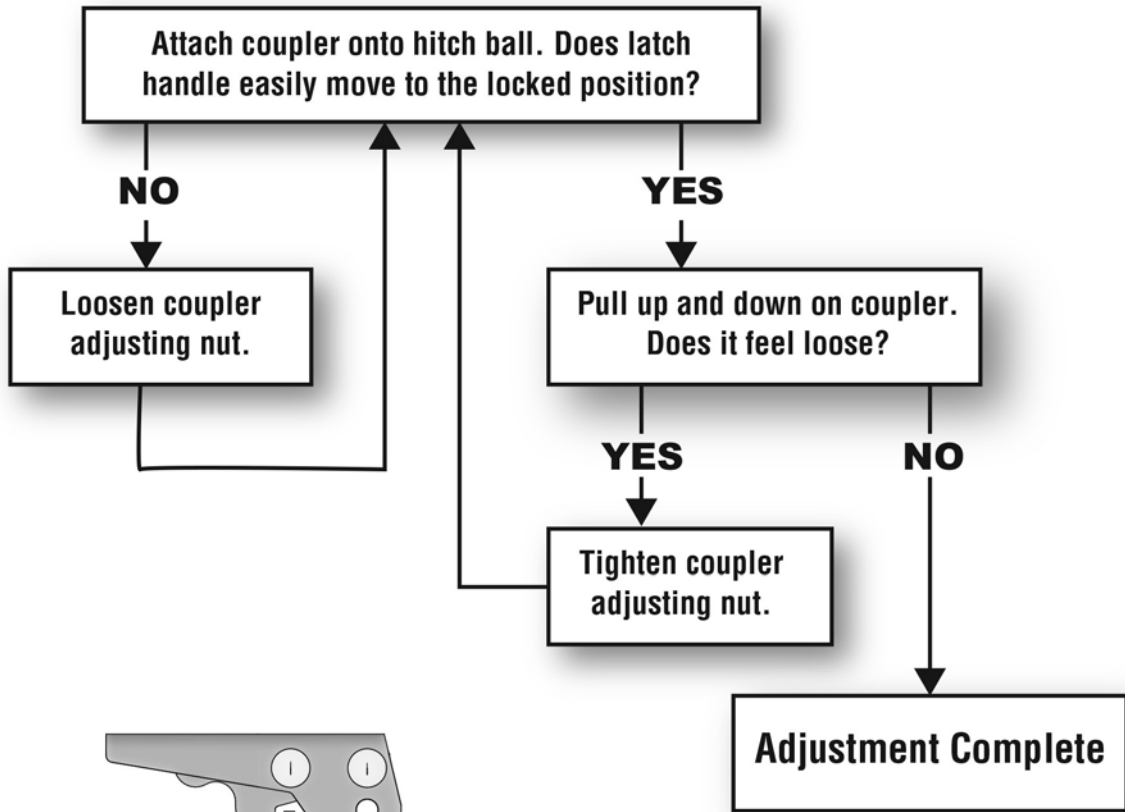 Attach coupler onto hitch ball. Does latch
handle easily move to the locked position?
NO
YES
Loosen coupler
adjusting nut.
Pull up and down on coupler.
Does it feel loose?
YES
NO
Tighten coupler
adjusting nut.
Adjustment Complete